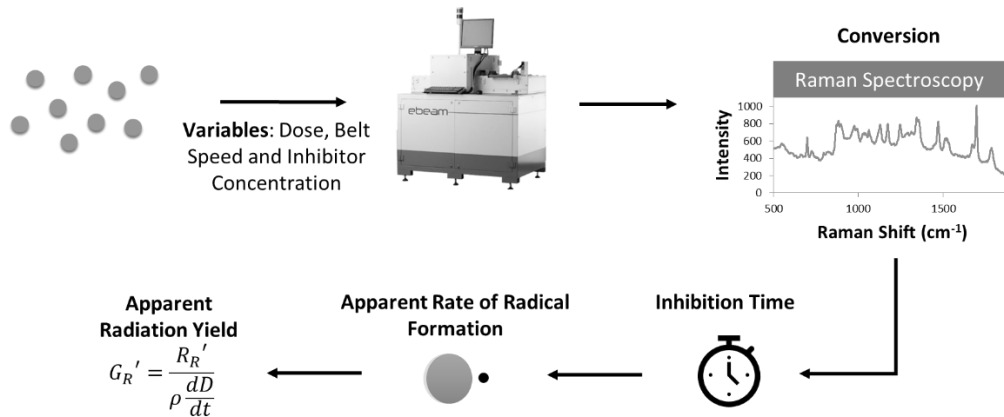 Variables: Dose, Belt
Speed and Inhibitor
Concentration
ebeam
Conversion
Raman Spectroscopy
Intensity
1000
800
600
400
200
0
500
1000
1500
Raman Shift (cm⁻¹)
Inhibition Time
Apparent Rate of Radical
Formation
Apparent
Radiation Yield
G_R' = R_R' / (ρ dD/dt)